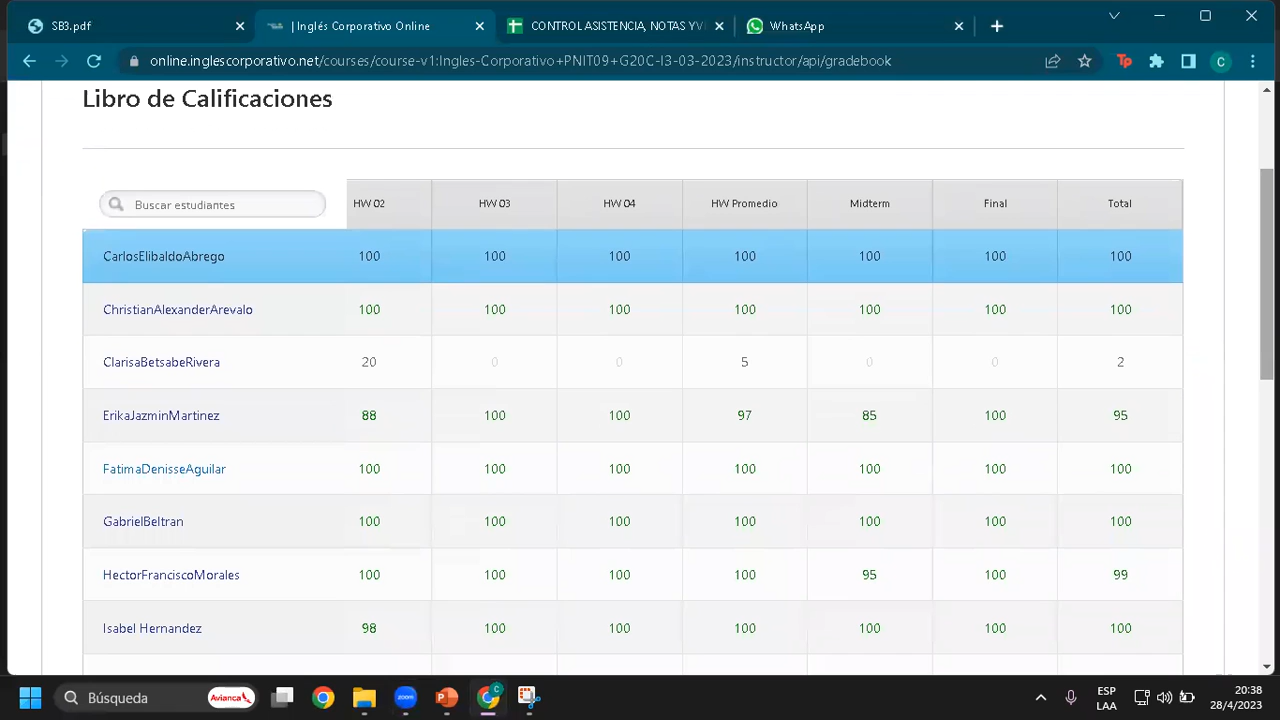 SB3.pdf
| Inglés Corporativo Online
CONTROL ASISTENCIA, NOTAS YV
WhatsApp
online.inglescorporativo.net/courses/course-v1:Ingles-Corporativo+PNIT09+G20C-I3-03-2023/instructor/api/gradebook
Tp
C
Libro de Calificaciones
Buscar estudiantes HW 02 HW 03 HW 04 HW Promedio Midterm Final Total
CarlosElibaldoAbrego 100 100 100 100 100 100 100
ChristianAlexanderArevalo 100 100 100 100 100 100 100
ClarisaBetsabeRivera 20 0 0 5 0 0 2
ErikaJazminMartinez 88 100 100 97 85 100 95
FatimaDenisseAguilar 100 100 100 100 100 100 100
GabrielBeltran 100 100 100 100 100 100 100
HectorFranciscoMorales 100 100 100 100 95 100 99
Isabel Hernandez 98 100 100 100 100 100 100
Búsqueda
Avianca
zoom
C
ESP
LAA
20:38
28/4/2023